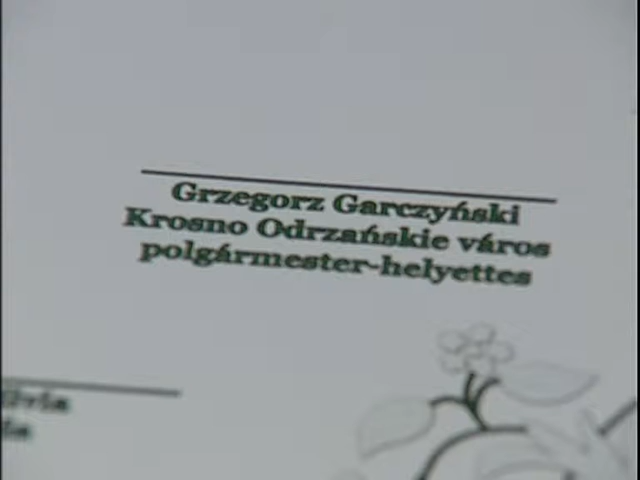 Grzegorz Garczyński
Krosno Odrzańskie város
polgármester-helyettes